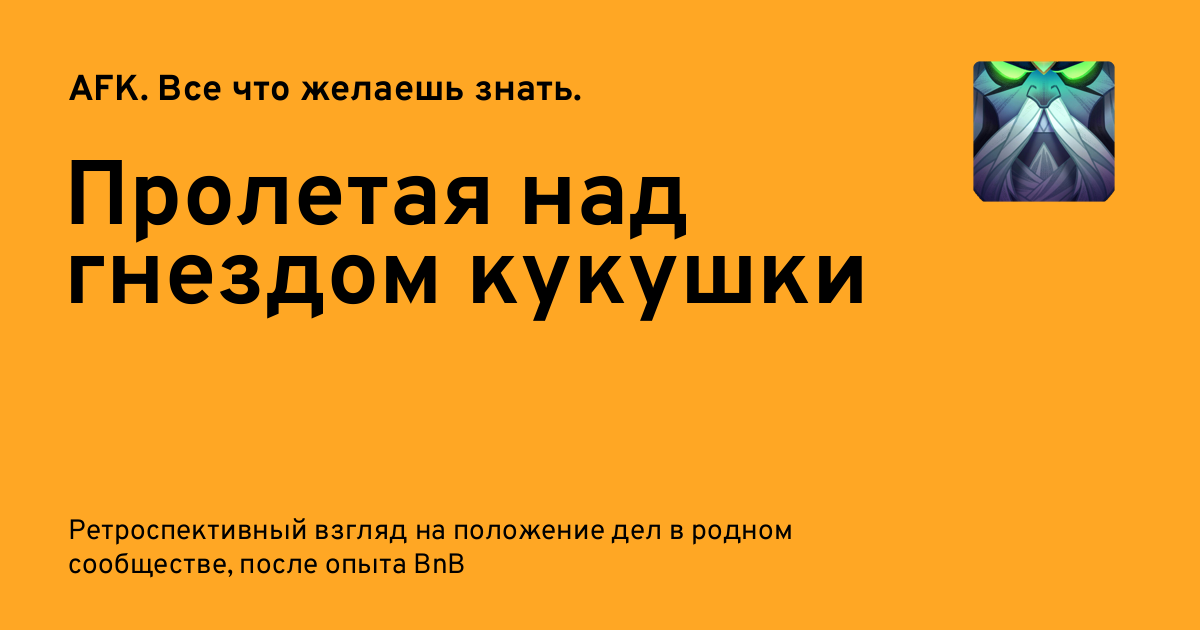 AFK. Все что желаешь знать.
Пролетая над
гнездом кукушки
Ретроспективный взгляд на положение дел в родном
сообществе, после опыта BnB